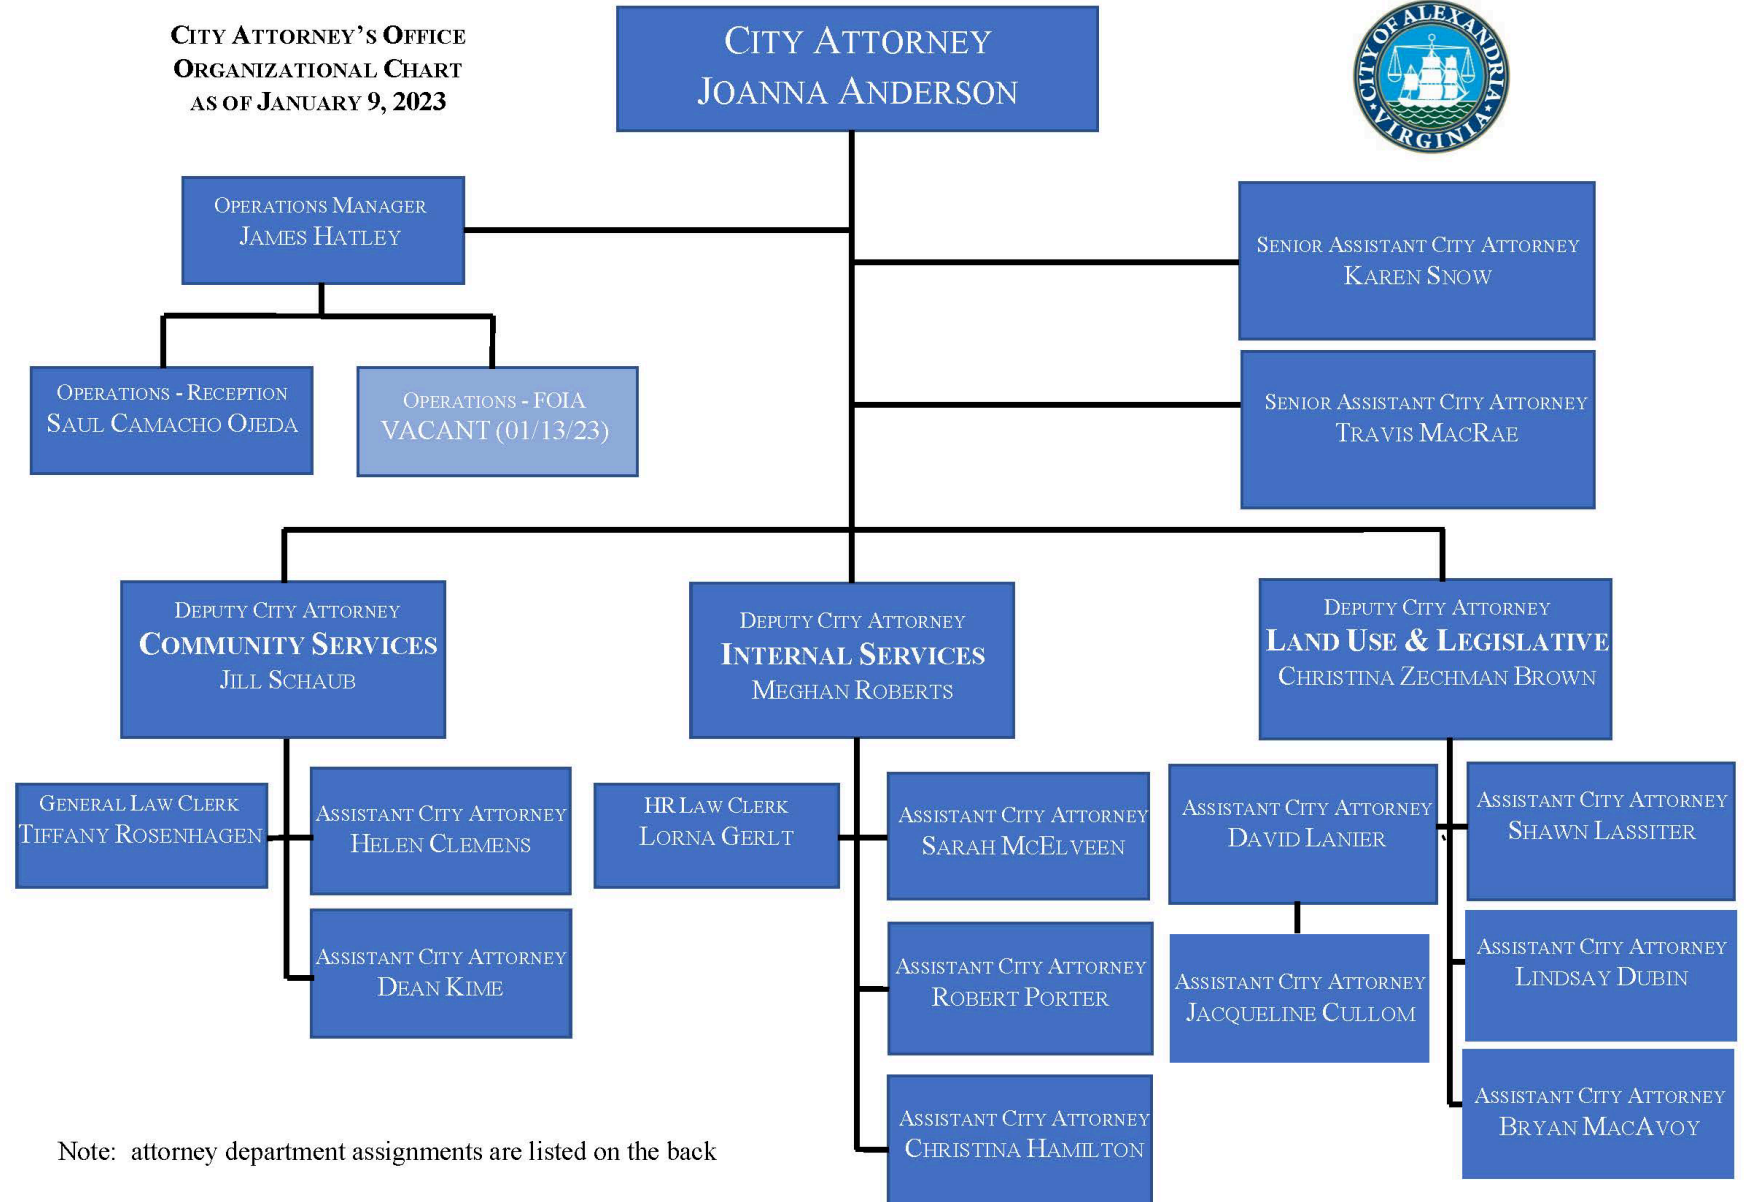 CITY ATTORNEY'S OFFICE
ORGANIZATIONAL CHART
AS OF JANUARY 9, 2023
CITY ATTORNEY
JOANNA ANDERSON
CITY OF ALEXANDRIA
VIRGINIA
OPERATIONS MANAGER
JAMES HATLEY
SENIOR ASSISTANT CITY ATTORNEY
KAREN SNOW
OPERATIONS - RECEPTION
SAUL CAMACHO OJEDA
OPERATIONS - FOIA
VACANT (01/13/23)
SENIOR ASSISTANT CITY ATTORNEY
TRAVIS MACRAE
DEPUTY CITY ATTORNEY
COMMUNITY SERVICES
JILL SCHAUB
DEPUTY CITY ATTORNEY
INTERNAL SERVICES
MEGHAN ROBERTS
DEPUTY CITY ATTORNEY
LAND USE & LEGISLATIVE
CHRISTINA ZECHMAN BROWN
GENERAL LAW CLERK
TIFFANY ROSENHAGEN
ASSISTANT CITY ATTORNEY
HELEN CLEMENS
ASSISTANT CITY ATTORNEY
DEAN KIME
HR LAW CLERK
LORNA GERLT
ASSISTANT CITY ATTORNEY
SARAH MCELVEEN
ASSISTANT CITY ATTORNEY
ROBERT PORTER
ASSISTANT CITY ATTORNEY
CHRISTINA HAMILTON
ASSISTANT CITY ATTORNEY
DAVID LANIER
ASSISTANT CITY ATTORNEY
JACQUELINE CULLOM
ASSISTANT CITY ATTORNEY
SHAWN LASSITER
ASSISTANT CITY ATTORNEY
LINDSAY DUBIN
ASSISTANT CITY ATTORNEY
BRYAN MACAVOY
Note: attorney department assignments are listed on the back